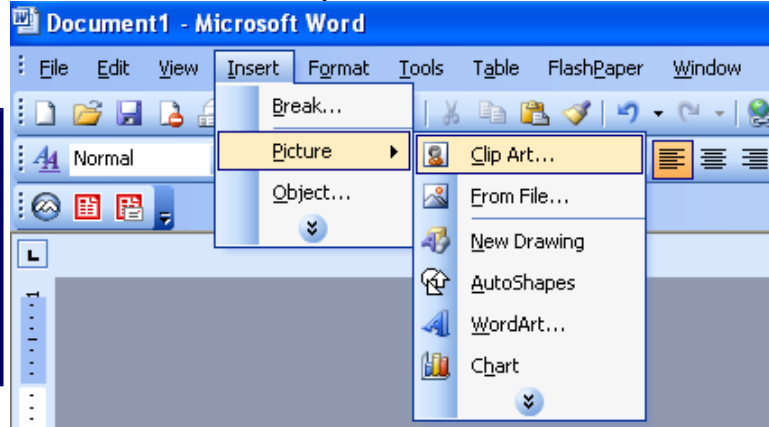 Document1 - Microsoft Word
File Edit View Insert Format Tools Table FlashPaper Window
Break...
Normal
Picture
Clip Art...
Object...
From File...
New Drawing
AutoShapes
WordArt...
Chart